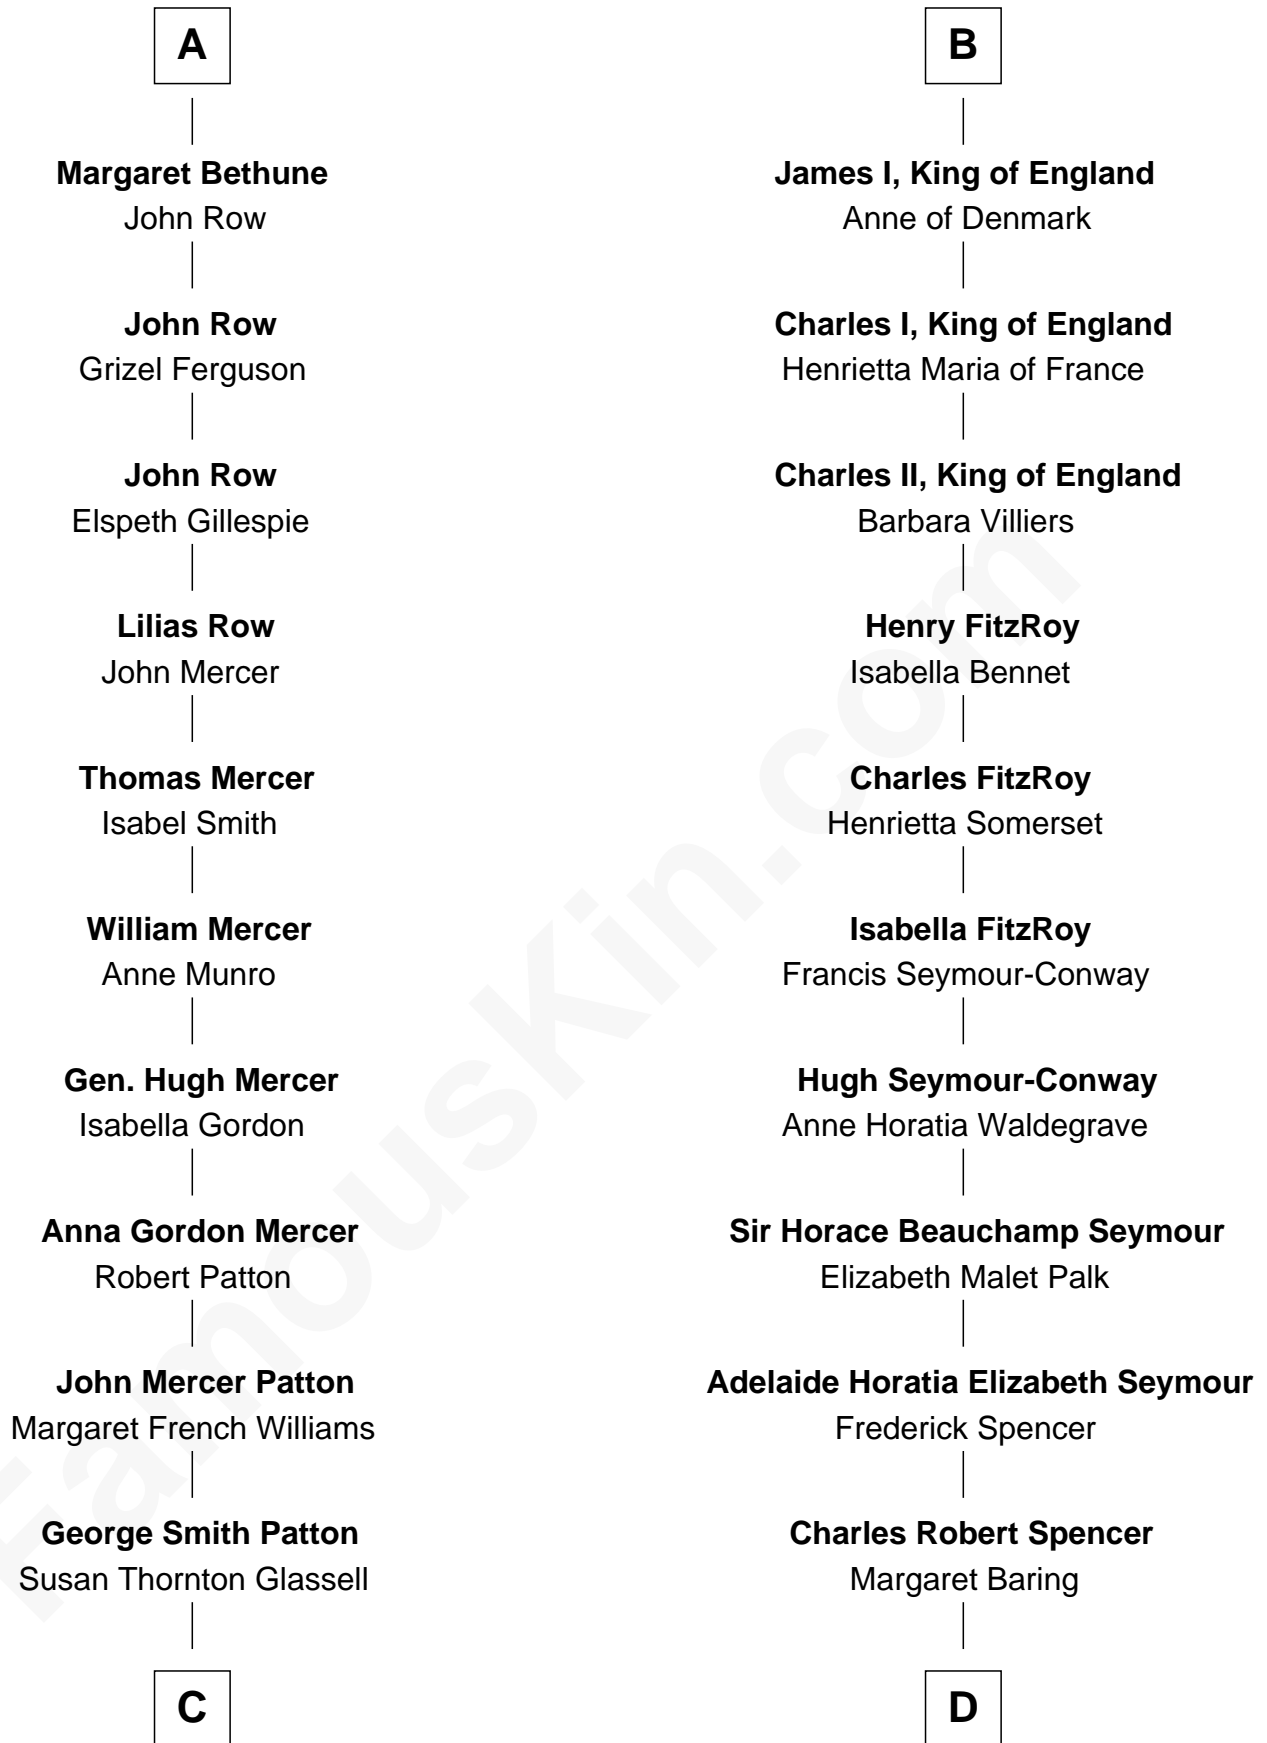 A
Margaret Bethune
John Row
John Row
Grizel Ferguson
John Row
Elspeth Gillespie
Lilias Row
John Mercer
Thomas Mercer
Isabel Smith
William Mercer
Anne Munro
Gen. Hugh Mercer
Isabella Gordon
Anna Gordon Mercer
Robert Patton
John Mercer Patton
Margaret French Williams
George Smith Patton
Susan Thornton Glassell
C
B
James I, King of England
Anne of Denmark
Charles I, King of England
Henrietta Maria of France
Charles II, King of England
Barbara Villiers
Henry FitzRoy
Isabella Bennet
Charles FitzRoy
Henrietta Somerset
Isabella FitzRoy
Francis Seymour-Conway
Hugh Seymour-Conway
Anne Horatia Waldegrave
Sir Horace Beauchamp Seymour
Elizabeth Malet Palk
Adelaide Horatia Elizabeth Seymour
Frederick Spencer
Charles Robert Spencer
Margaret Baring
D
FamousKin.com